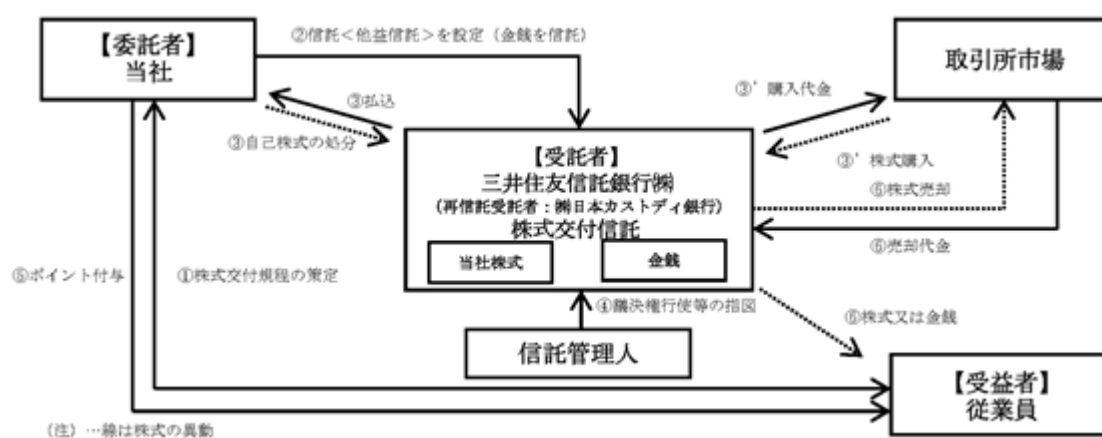 ②信託<他益信託>を設定（金銭を信託）
【委託者】
当社
取引所市場
③払込
③’購入代金
③自己株式の処分
③’株式購入
【受託者】
三井住友信託銀行㈱
（再信託受託者：㈱日本カストディ銀行）
株式交付信託
当社株式
金銭
⑥株式売却
⑥売却代金
⑤ポイント付与
①株式交付規程の策定
④議決権行使等の指図
⑥株式又は金銭
信託管理人
【受益者】
従業員
（注）…線は株式の異動